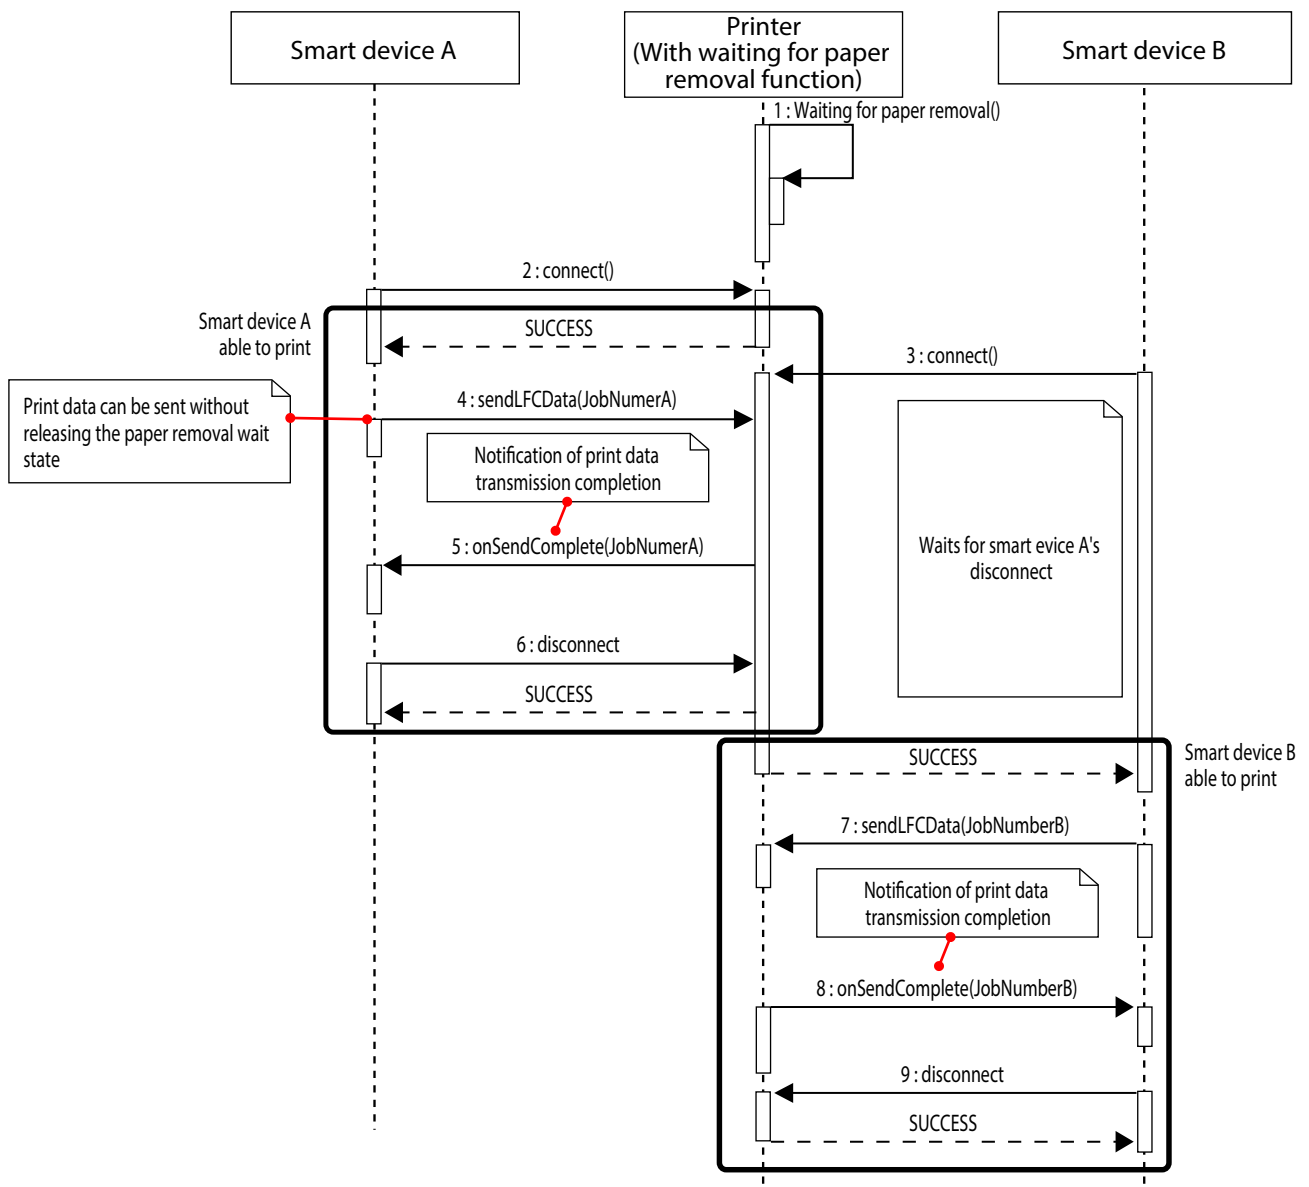 Smart device A
Printer
(With waiting for paper
removal function)
Smart device B
1 : Waiting for paper removal()
2 : connect()
Smart device A
able to print
SUCCESS
3 : connect()
Print data can be sent without
releasing the paper removal wait
state
4 : sendLFCData(JobNumerA)
Notification of print data
transmission completion
5 : onSendComplete(JobNumerA)
Waits for smart evice A's
disconnect
6 : disconnect
SUCCESS
SUCCESS
Smart device B
able to print
7 : sendLFCData(JobNumberB)
Notification of print data
transmission completion
8 : onSendComplete(JobNumberB)
9 : disconnect
SUCCESS